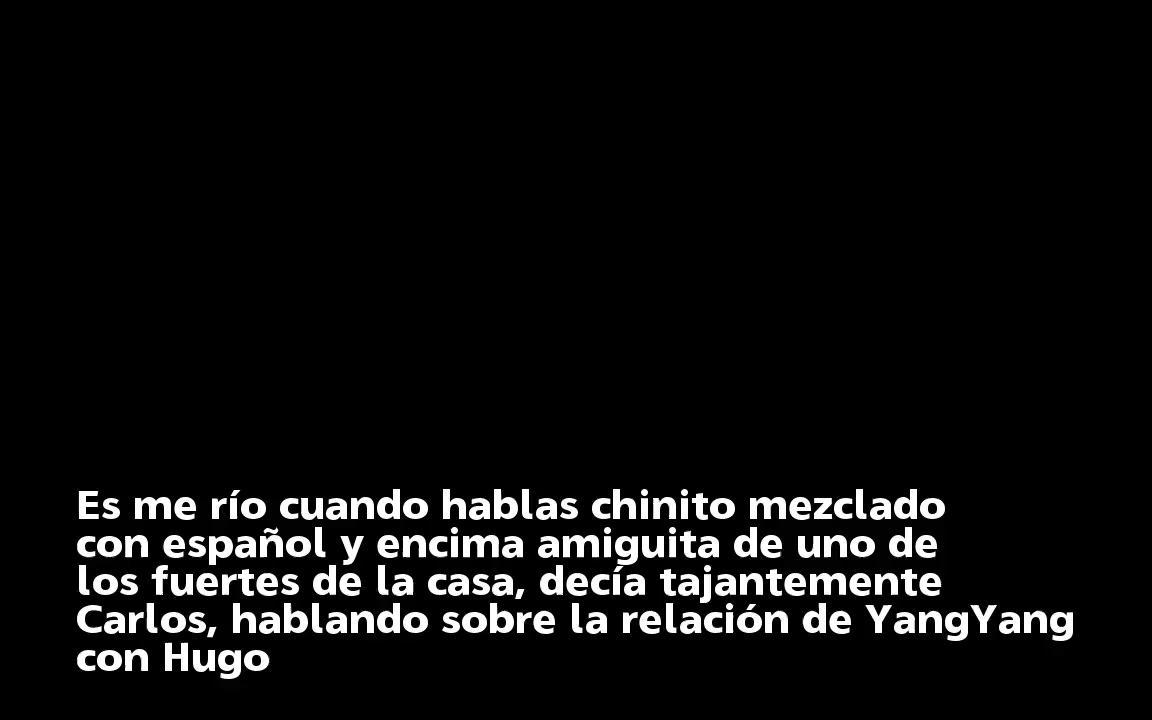 Es me río cuando hablas chinito mezclado
con español y encima amiguita de uno de
los fuertes de la casa, decía tajantemente
Carlos, hablando sobre la relación de YangYang
con Hugo